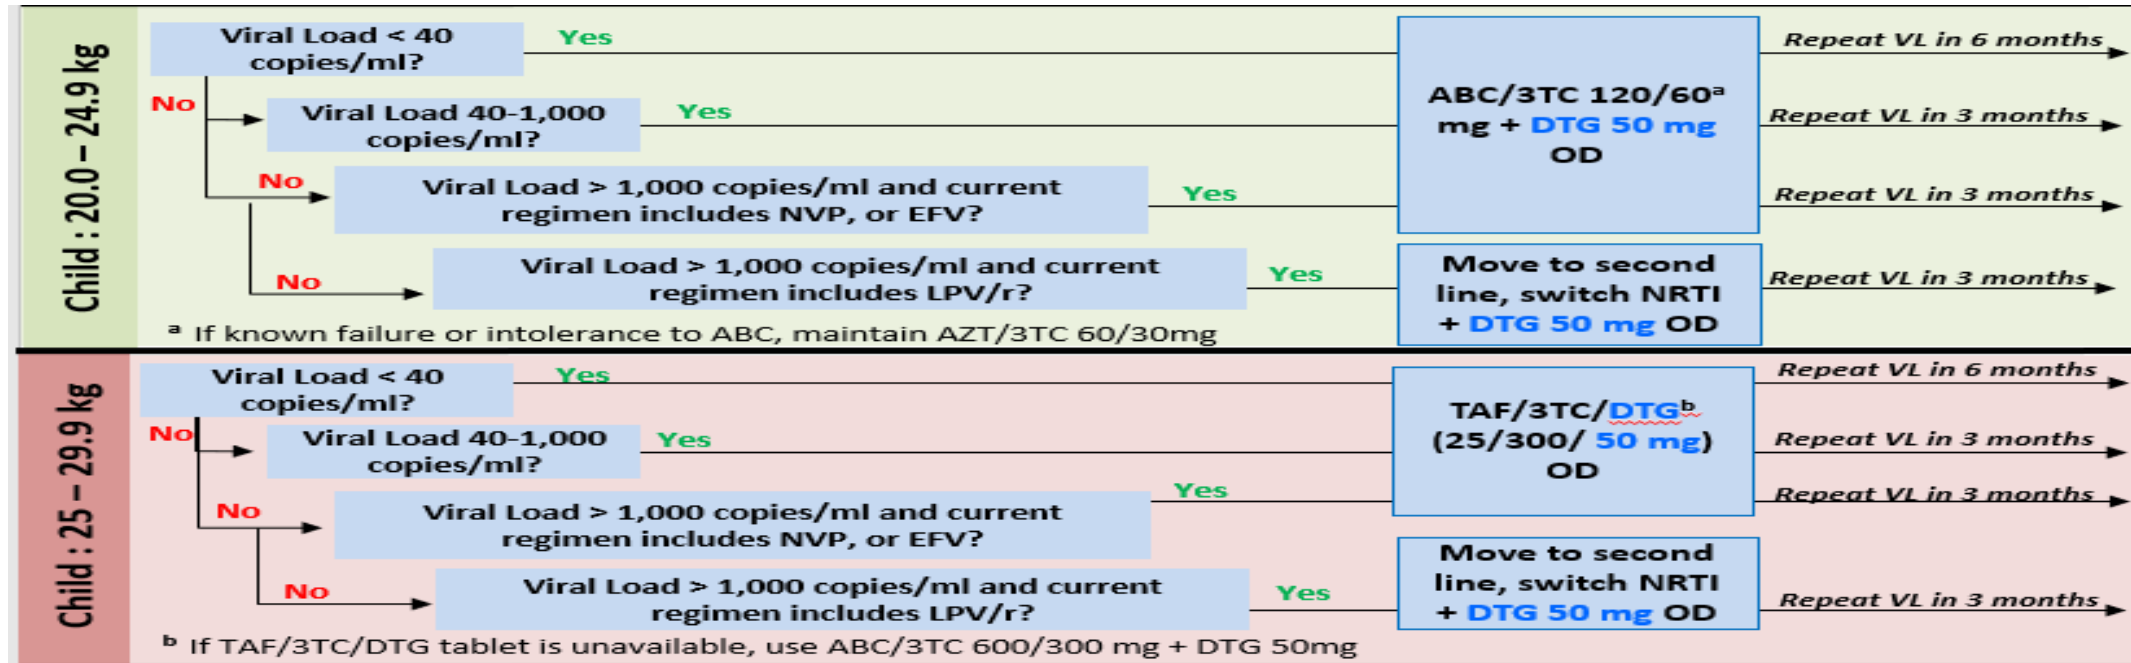 Child : 20.0 – 24.9 kg
Viral Load < 40
copies/ml?
Yes
Repeat VL in 6 months
No
Viral Load 40-1,000
copies/ml?
Yes
ABC/3TC 120/60ᵃ
mg + DTG 50 mg
OD
Repeat VL in 3 months
No
Viral Load > 1,000 copies/ml and current
regimen includes NVP, or EFV?
Yes
Repeat VL in 3 months
No
Viral Load > 1,000 copies/ml and current
regimen includes LPV/r?
Yes
Move to second
line, switch NRTI
+ DTG 50 mg OD
Repeat VL in 3 months
ᵃ If known failure or intolerance to ABC, maintain AZT/3TC 60/30mg
Child : 25 – 29.9 kg
Viral Load < 40
copies/ml?
Yes
Repeat VL in 6 months
No
Viral Load 40-1,000
copies/ml?
Yes
TAF/3TC/DTGᵇ
(25/300/ 50 mg)
OD
Repeat VL in 3 months
No
Viral Load > 1,000 copies/ml and current
regimen includes NVP, or EFV?
Yes
Repeat VL in 3 months
No
Viral Load > 1,000 copies/ml and current
regimen includes LPV/r?
Yes
Move to second
line, switch NRTI
+ DTG 50 mg OD
Repeat VL in 3 months
ᵇ If TAF/3TC/DTG tablet is unavailable, use ABC/3TC 600/300 mg + DTG 50mg